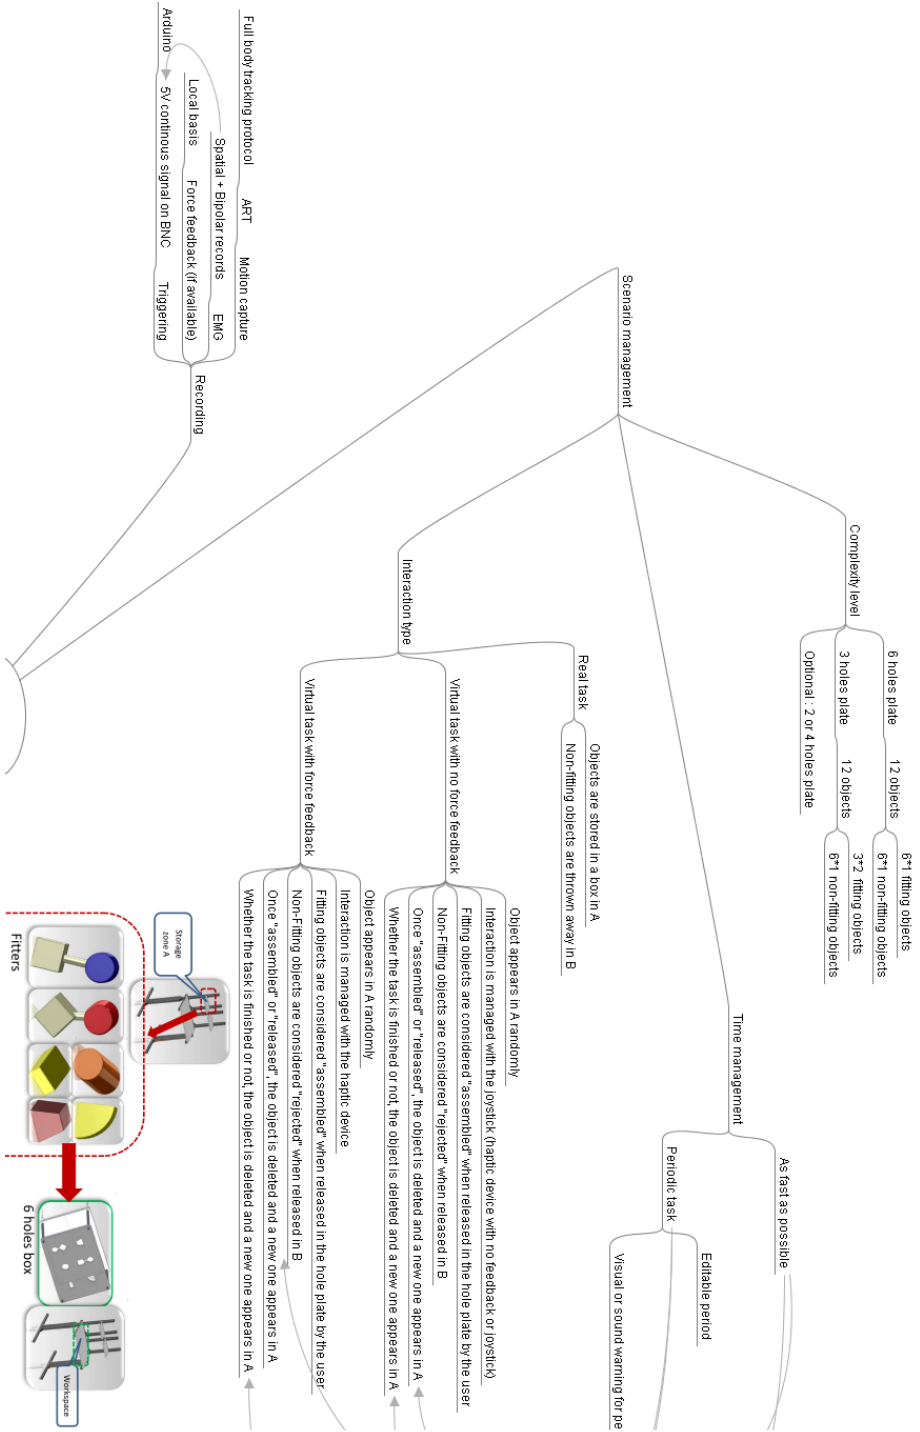 Complexity level
6 holes plate
12 objects
6*1 fitting objects
6*1 non-fitting objects
3 holes plate
12 objects
3*2 fitting objects
6*1 non-fitting objects
Optional : 2 or 4 holes plate
Time management
As fast as possible
Periodic task
Editable period
Visual or sound warning for pe
Scenario management
Interaction type
Real task
Objects are stored in a box in A
Non-fitting objects are thrown away in B
Virtual task with no force feedback
Object appears in A randomly
Interaction is managed with the joystick (haptic device with no feedback or joystick)
Fitting objects are considered "assembled" when released in the hole plate by the user
Non-Fitting objects are considered "rejected" when released in B
Once "assembled" or "released", the object is deleted and a new one appears in A
Whether the task is finished or not, the object is deleted and a new one appears in A
Virtual task with force feedback
Object appears in A randomly
Interaction is managed with the haptic device
Fitting objects are considered "assembled" when released in the hole plate by the user
Non-Fitting objects are considered "rejected" when released in B
Once "assembled" or "released", the object is deleted and a new one appears in A
Whether the task is finished or not, the object is deleted and a new one appears in A
Full body tracking protocol
ART
Motion capture
Spatial + Bipolar records
EMG
Local basis
Force feedback (if available)
Arduino
5V continous signal on BNC
Triggering
Recording
Storage
zone A
Fitters
6 holes box
Workspace